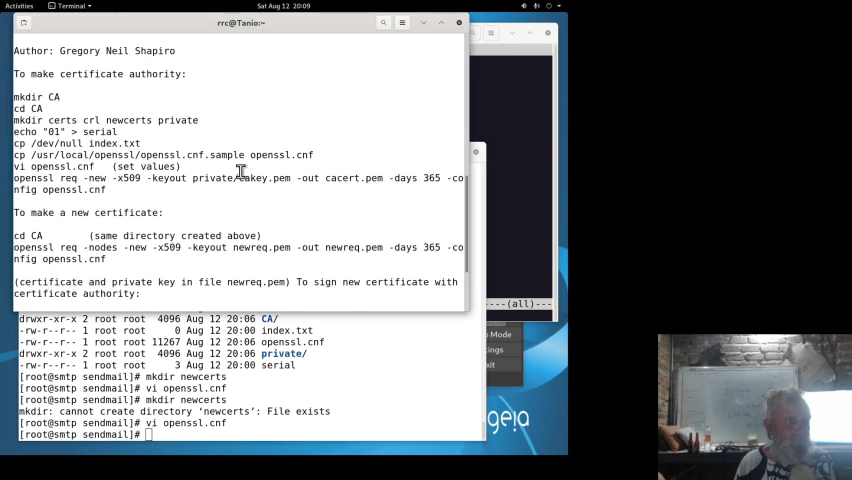 Activities Terminal Sat Aug 12 20:09
rrc@Tanio:~
Author: Gregory Neil Shapiro
To make certificate authority:
mkdir CA
cd CA
mkdir certs crl newcerts private
echo "01" > serial
cp /dev/null index.txt
cp /usr/local/openssl/openssl.cnf.sample openssl.cnf
vi openssl.cnf (set values)
openssl req -new -x509 -keyout private/cakey.pem -out cacert.pem -days 365 -co
nfig openssl.cnf
To make a new certificate:
cd CA (same directory created above)
openssl req -nodes -new -x509 -keyout newreq.pem -out newreq.pem -days 365 -co
nfig openssl.cnf
(certificate and private key in file newreq.pem) To sign new certificate with
certificate authority:
----(all)----
drwxr-xr-x 2 root root 4096 Aug 12 20:06 CA/
-rw-r--r-- 1 root root 0 Aug 12 20:00 index.txt
-rw-r--r-- 1 root root 11267 Aug 12 20:06 openssl.cnf
drwxr-xr-x 2 root root 4096 Aug 12 20:06 private/
-rw-r--r-- 1 root root 3 Aug 12 20:00 serial
[root@smtp sendmail]# mkdir newcerts
[root@smtp sendmail]# vi openssl.cnf
[root@smtp sendmail]# mkdir newcerts
mkdir: cannot create directory ‘newcerts’: File exists
[root@smtp sendmail]# vi openssl.cnf
[root@smtp sendmail]#
Mode
ageia